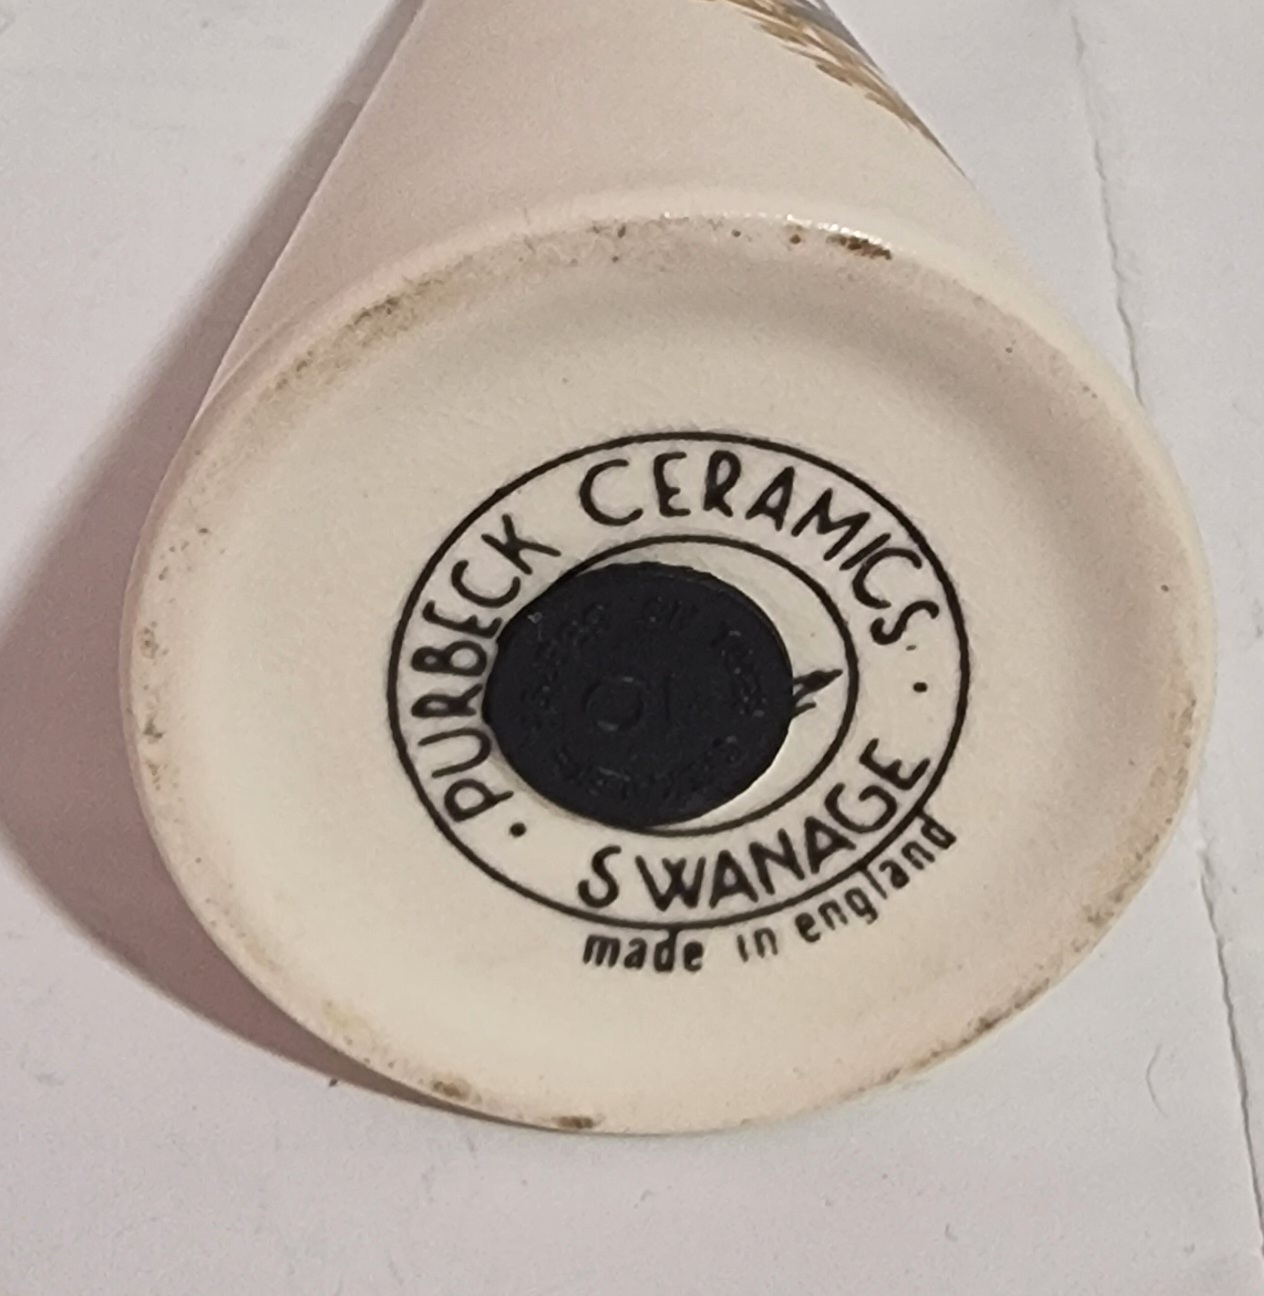 PURBECK CERAMICS
SWANAGE
made in england